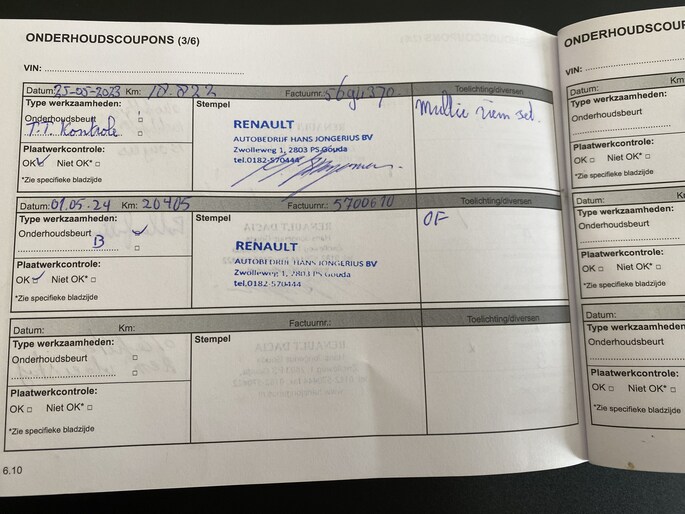 ONDERHOUDSCOUPONS (3/6)
VIN:
Datum: 25-05-2023 Km: 18.822 Factuurnr.: 5694370 Toelichting/diversen
Type werkzaamheden: Stempel
Multie riem set.
Onderhoudsbeurt
T.T. Kontrole
RENAULT
AUTOBEDRIJF HANS JONGERIUS BV
Zwolleweg 1, 2803 PS Gouda
tel.0182-570444
Plaatwerkcontrole:
OK Niet OK*
*Zie specifieke bladzijde
Datum: 01.05.24 Km: 20405 Factuurnr.: 5700610 Toelichting/diversen
Type werkzaamheden: Stempel
OF
Onderhoudsbeurt
B
RENAULT
AUTOBEDRIJF HANS JONGERIUS BV
Zwolleweg 1, 2803 PS Gouda
tel.0182-570444
Plaatwerkcontrole:
OK Niet OK*
*Zie specifieke bladzijde
Datum: Km: Factuurnr.: Toelichting/diversen
Type werkzaamheden: Stempel
Onderhoudsbeurt
Plaatwerkcontrole:
OK Niet OK*
*Zie specifieke bladzijde
6.10
ONDERHOUDSCOUP
VIN:
Datum:
Type werkzaamheden:
Onderhoudsbeurt
Plaatwerkcontrole:
OK Niet OK*
*Zie specifieke bladzijde
Datum:
Type werkzaamheden:
Onderhoudsbeurt
Plaatwerkcontrole:
OK Niet OK*
*Zie specifieke bladzijde
Datum:
Type werkzaamheden
Onderhoudsbeurt
Plaatwerkcontrole:
OK Niet OK*
*Zie specifieke bladzijde